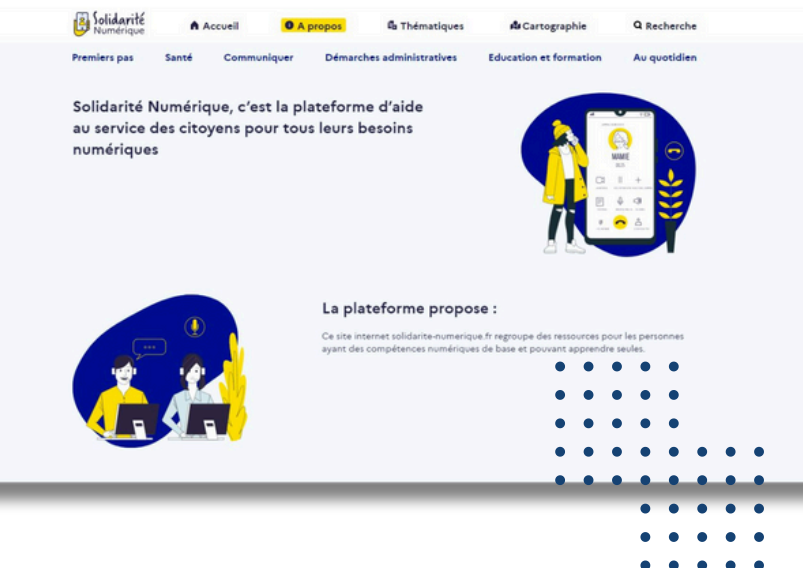 Solidarité
Numérique
Accueil
A propos
Thématiques
Cartographie
Recherche
Premiers pas
Santé
Communiquer
Démarches administratives
Education et formation
Au quotidien
Solidarité Numérique, c’est la plateforme d’aide
au service des citoyens pour tous leurs besoins
numériques
MAMIE
La plateforme propose :
Ce site internet solidarite-numerique.fr regroupe des ressources pour les personnes
ayant des compétences numériques de base et pouvant apprendre seules.